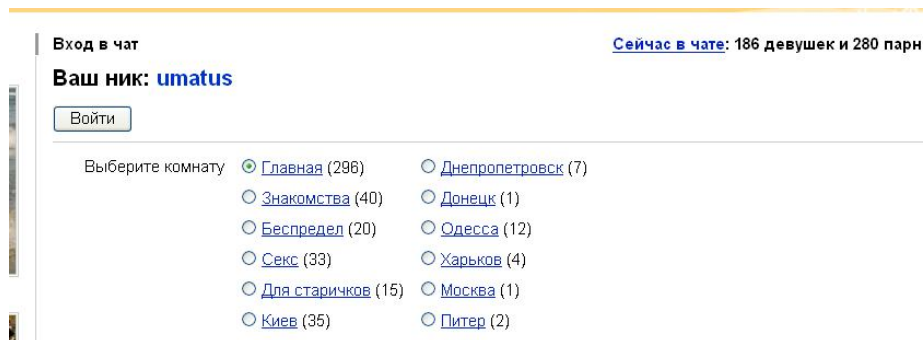 Вход в чат
Сейчас в чате: 186 девушек и 280 парн
Ваш ник: umatus
Войти
Выберите комнату
Главная (296)
Днепропетровск (7)
Знакомства (40)
Донецк (1)
Беспредел (20)
Одесса (12)
Секс (33)
Харьков (4)
Для старичков (15)
Москва (1)
Киев (35)
Питер (2)